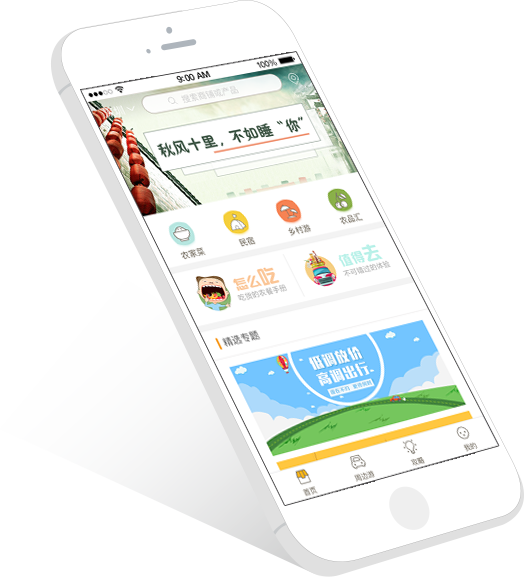 9:00 AM
100%
搜索商铺或产品
秋风十里，不如睡“你”
农家菜
民宿
乡村游
农品汇
怎么吃
吃货的农餐手册
值得去
不可错过的体验
精选专题
低调放价
高调出行
首页
周边游
攻略
我的